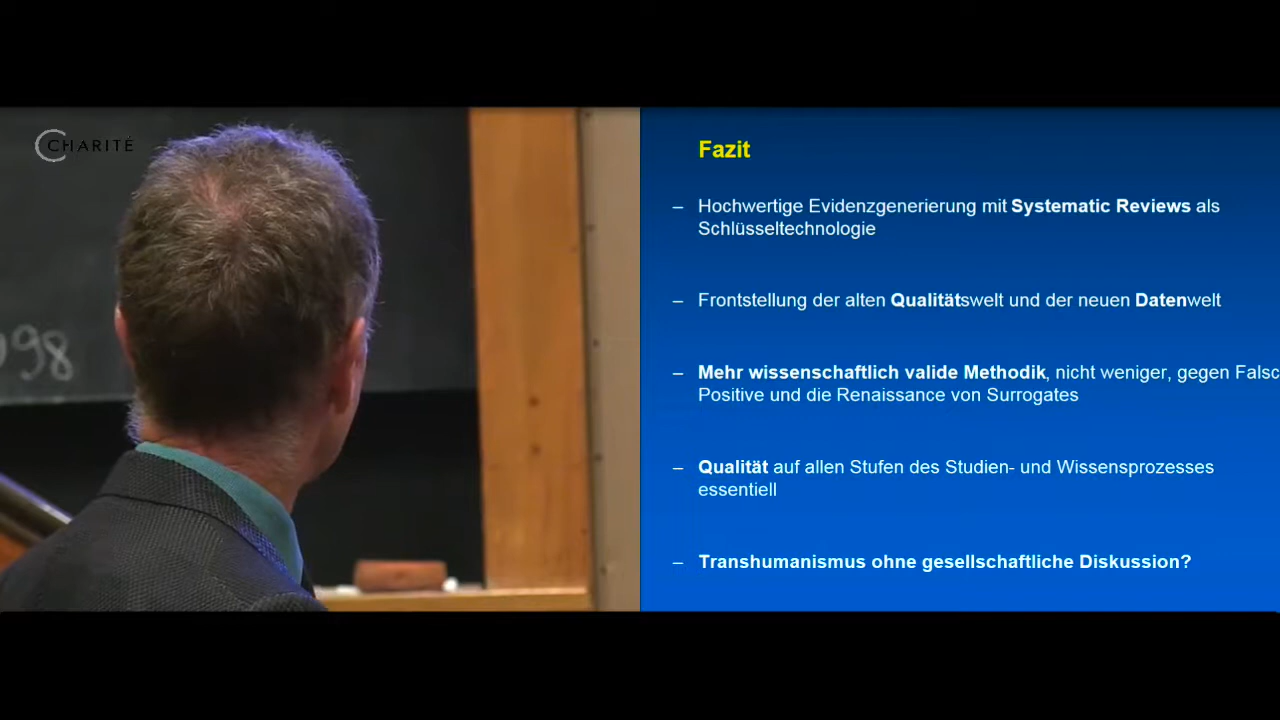 CHARITÉ
98
Fazit
– Hochwertige Evidenzgenerierung mit Systematic Reviews als
Schlüsseltechnologie
– Frontstellung der alten Qualitätswelt und der neuen Datenwelt
– Mehr wissenschaftlich valide Methodik, nicht weniger, gegen Falsc
Positive und die Renaissance von Surrogates
– Qualität auf allen Stufen des Studien- und Wissensprozesses
essentiell
– Transhumanismus ohne gesellschaftliche Diskussion?